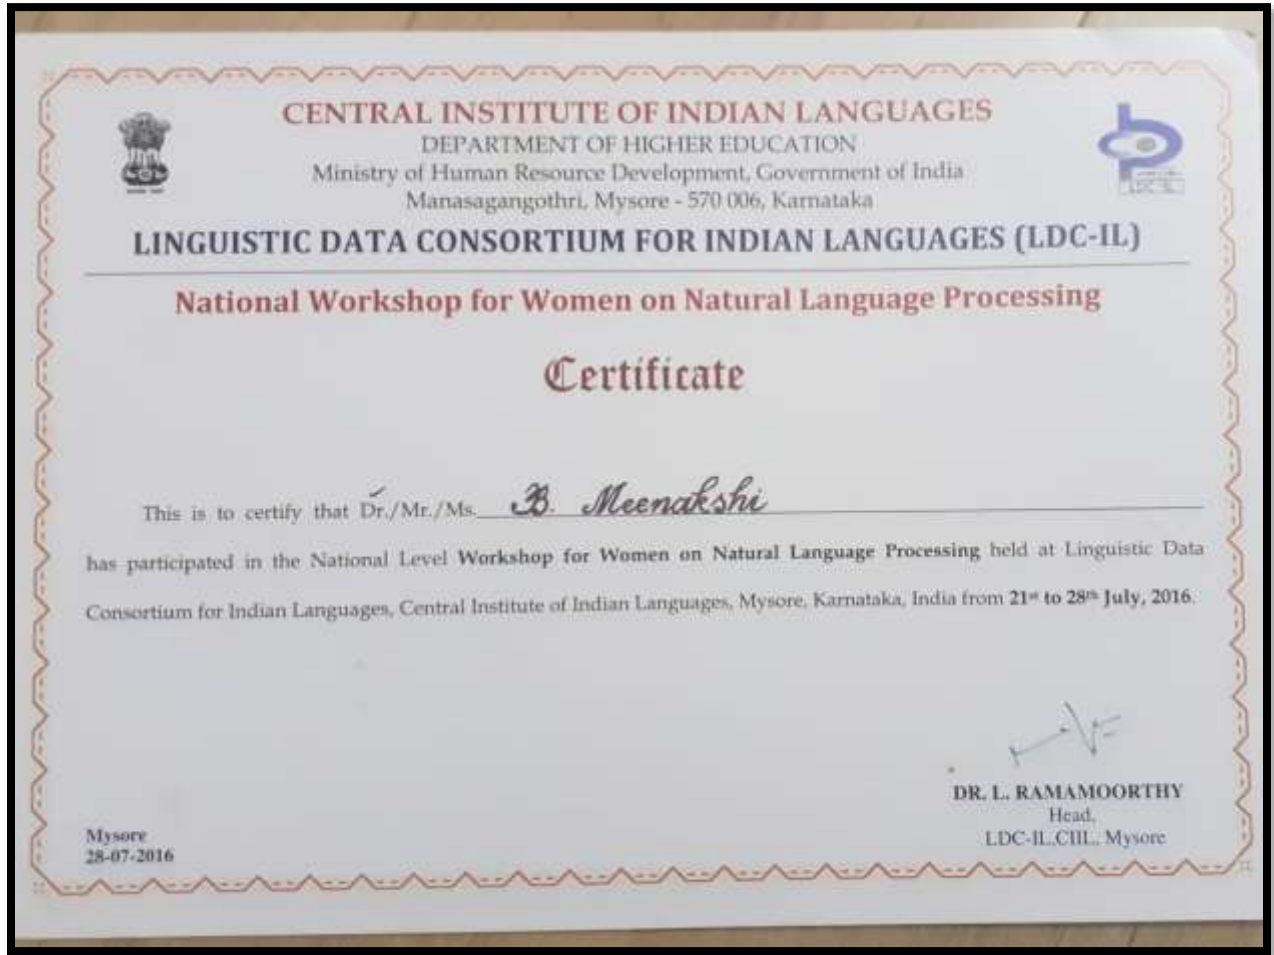 CENTRAL INSTITUTE OF INDIAN LANGUAGES
DEPARTMENT OF HIGHER EDUCATION
Ministry of Human Resource Development, Government of India
Manasagangothri, Mysore - 570 006, Karnataka
LDC-IL
LINGUISTIC DATA CONSORTIUM FOR INDIAN LANGUAGES (LDC-IL)
National Workshop for Women on Natural Language Processing
Certificate
This is to certify that Dr./Mr./Ms. B. Meenakshi
has participated in the National Level Workshop for Women on Natural Language Processing held at Linguistic Data
Consortium for Indian Languages, Central Institute of Indian Languages, Mysore, Karnataka, India from 21st to 28th July, 2016.
DR. L. RAMAMOORTHY
Head,
LDC-IL,CIIL, Mysore
Mysore
28-07-2016